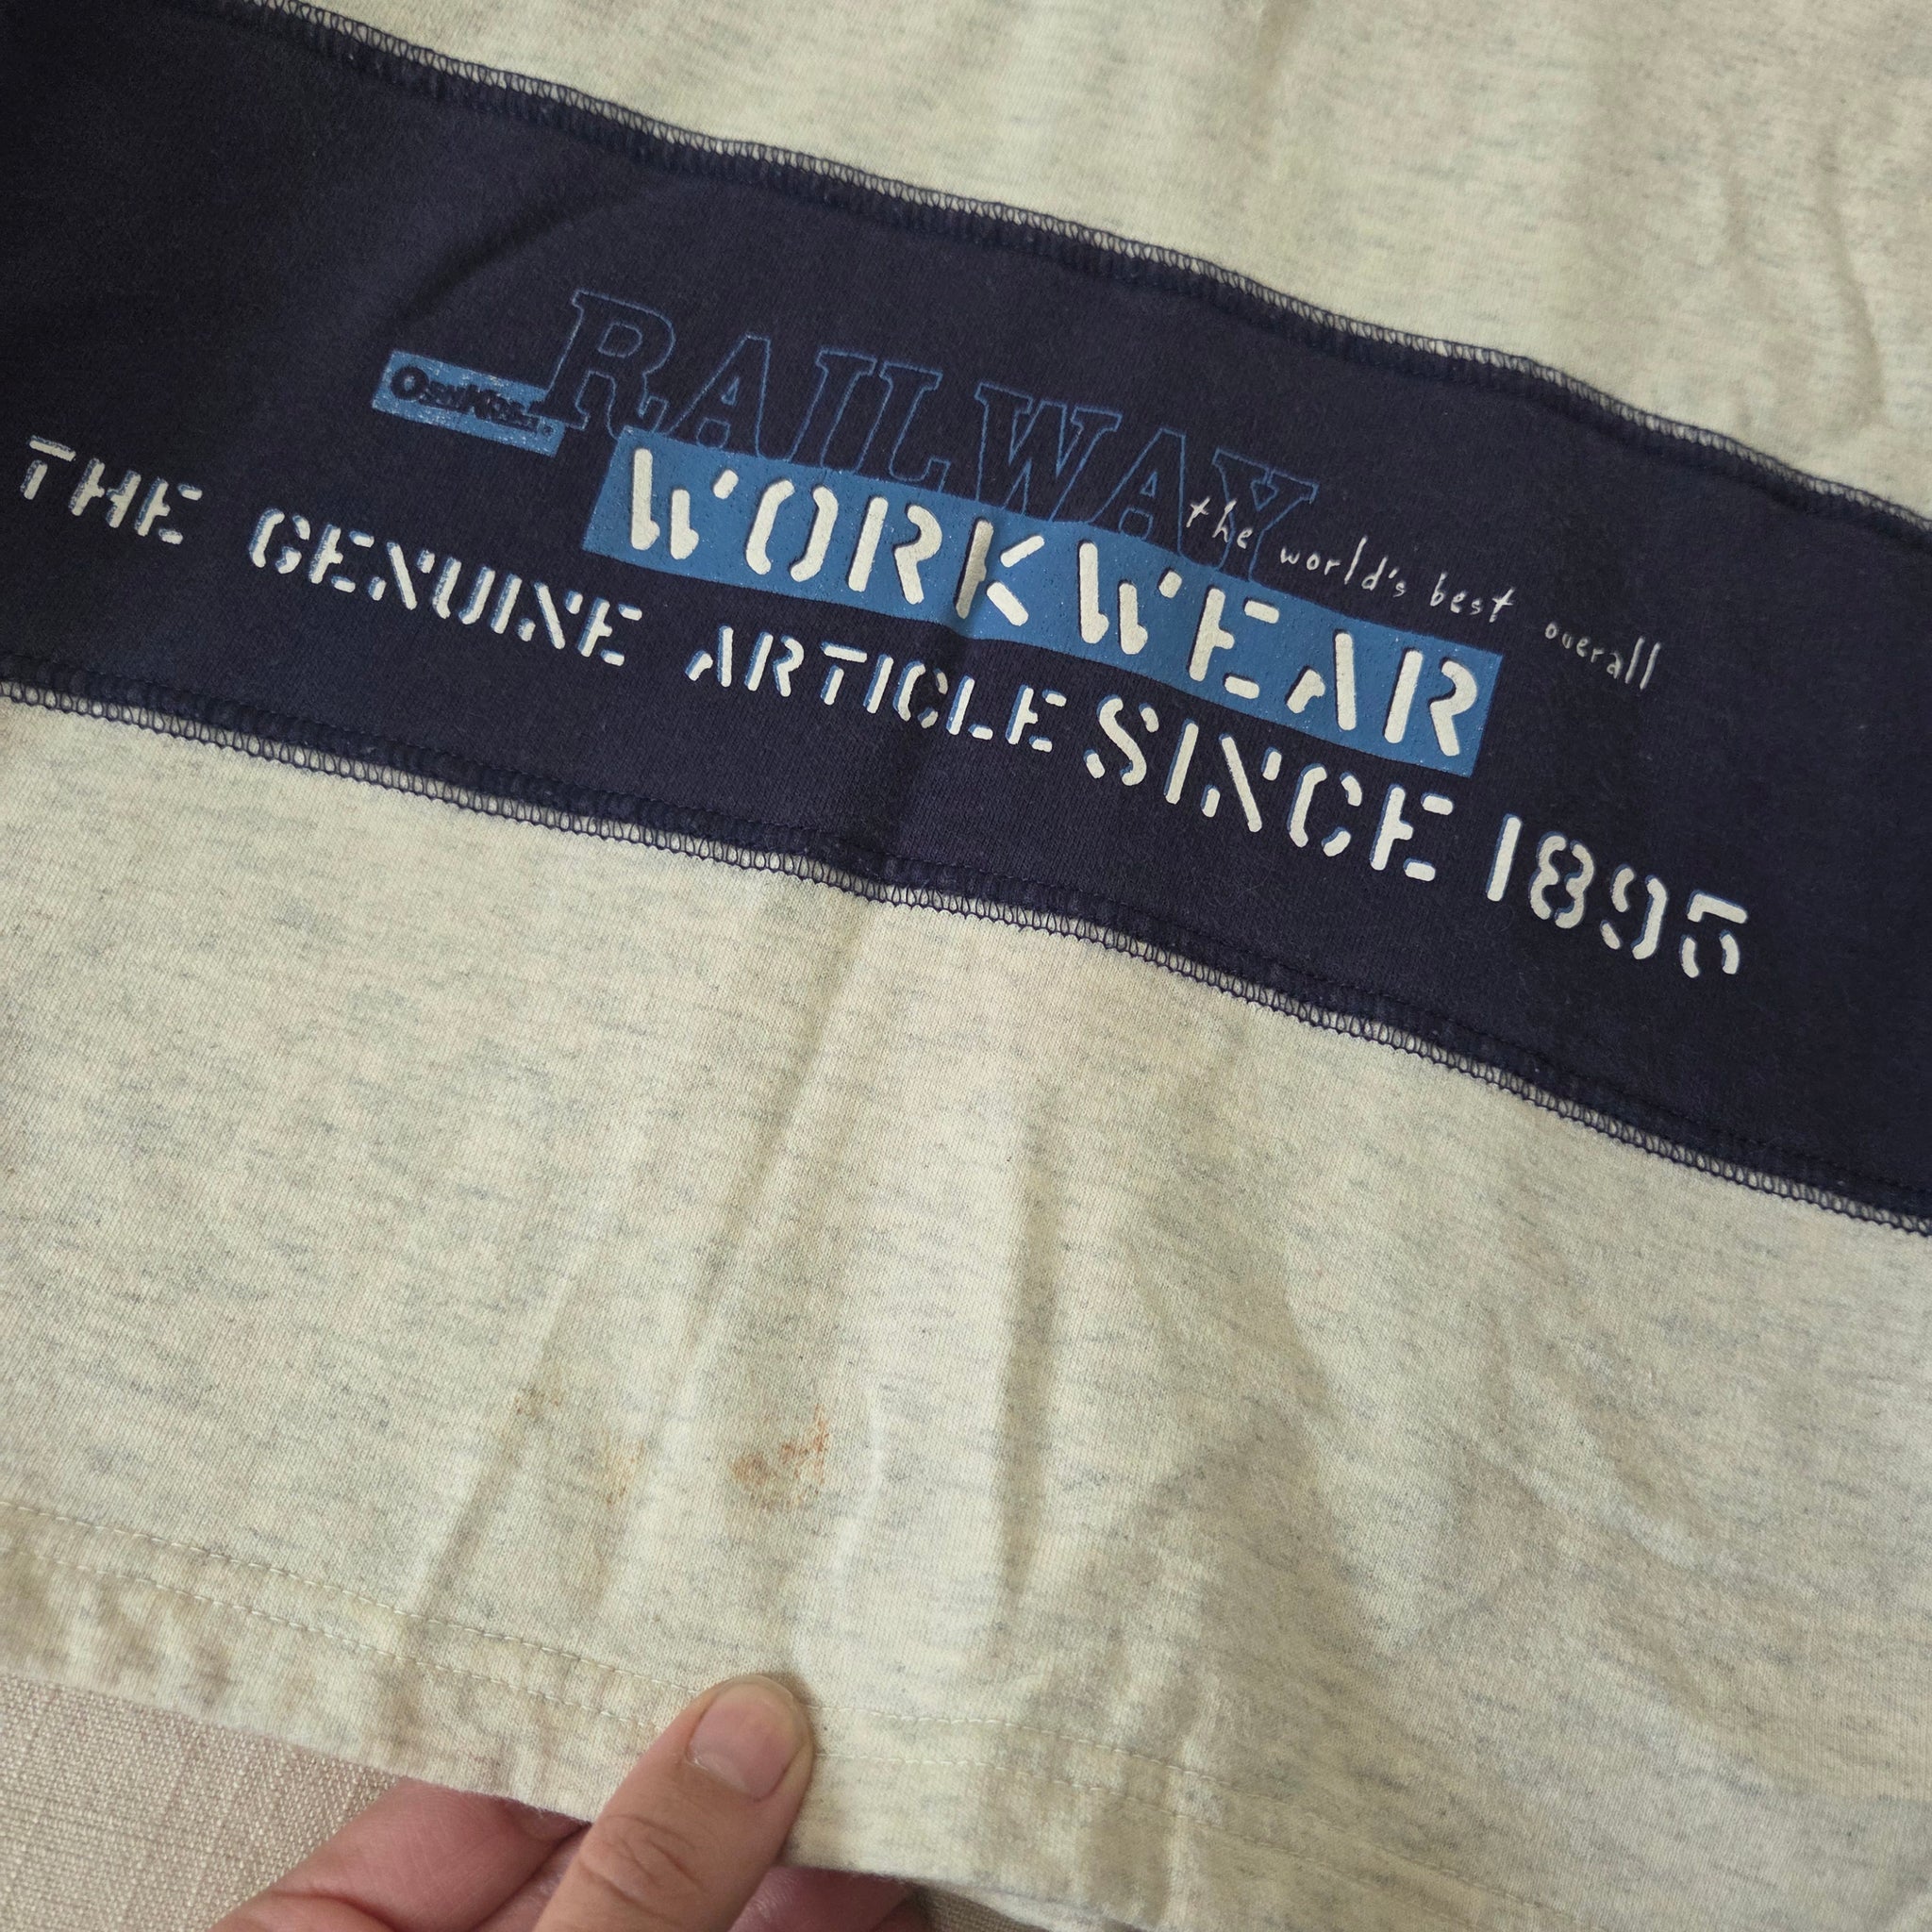 RAILWAY
OshKosh
the world's best overall
WORKWEAR
THE GENUINE ARTICLE SINCE 1895